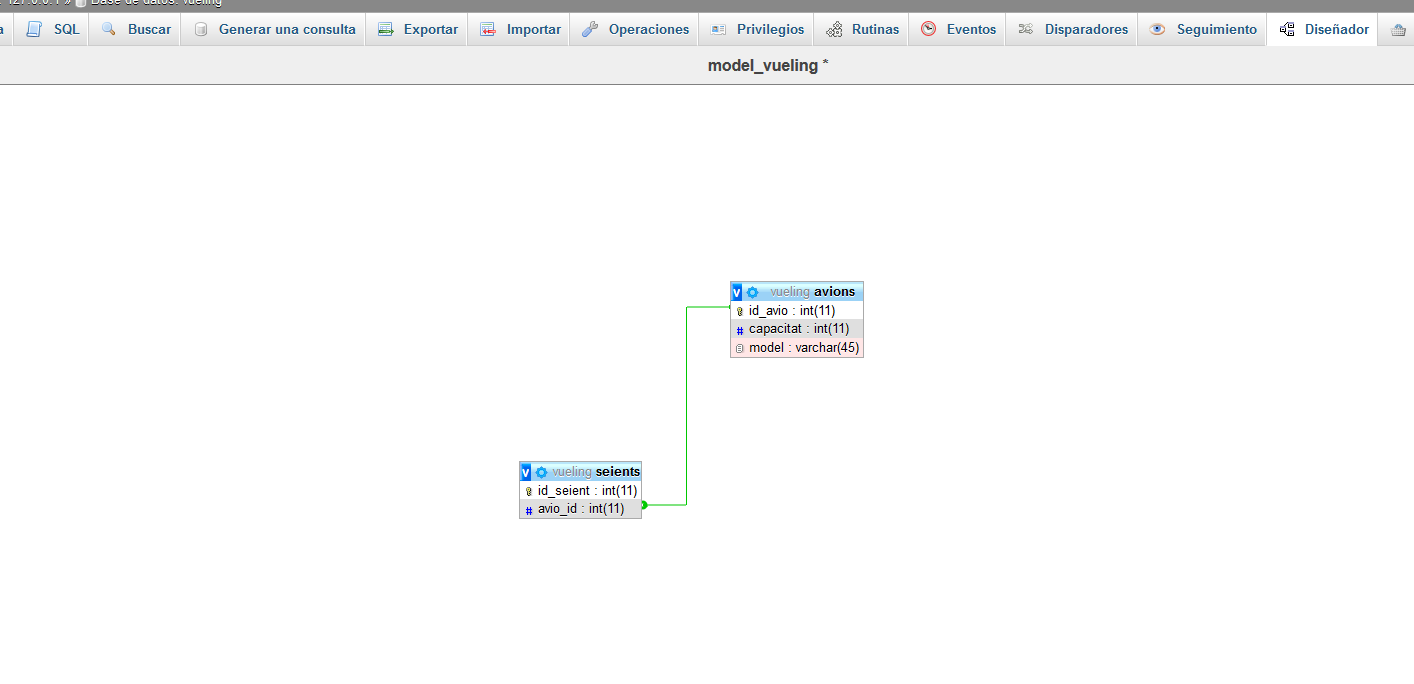 127.0.0.1 » Base de datos: vueling
a SQL Buscar Generar una consulta Exportar Importar Operaciones Privilegios Rutinas Eventos Disparadores Seguimiento Diseñador
model_vueling *
v vueling avions
id_avio : int(11)
# capacitat : int(11)
model : varchar(45)
v vueling seients
id_seient : int(11)
# avio_id : int(11)